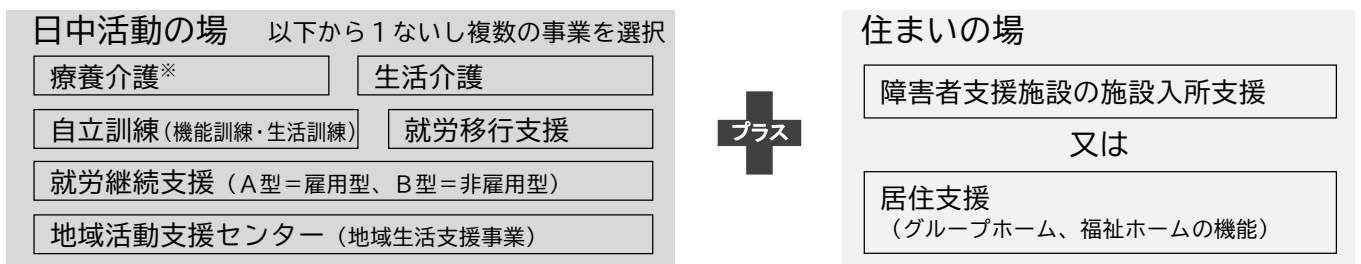 日中活動の場 以下から１ないし複数の事業を選択
療養介護※ 生活介護
自立訓練（機能訓練・生活訓練） 就労移行支援
就労継続支援（Ａ型＝雇用型、Ｂ型＝非雇用型）
地域活動支援センター（地域生活支援事業）
プラス
住まいの場
障害者支援施設の施設入所支援
又は
居住支援
（グループホーム、福祉ホームの機能）